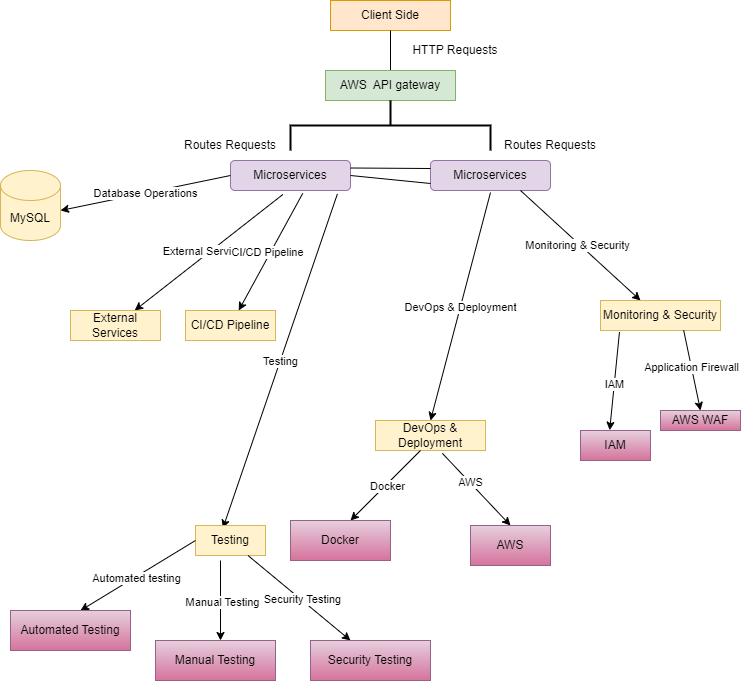 Client Side
HTTP Requests
AWS API gateway
Routes Requests
Routes Requests
Microservices
Microservices
Database Operations
MySQL
External Servi
CI/CD Pipeline
Monitoring & Security
External
Services
CI/CD Pipeline
DevOps & Deployment
Monitoring & Security
Testing
IAM
Application Firewall
AWS WAF
DevOps &
Deployment
IAM
Docker
AWS
Testing
Docker
AWS
Automated testing
Manual Testing
Security Testing
Automated Testing
Manual Testing
Security Testing